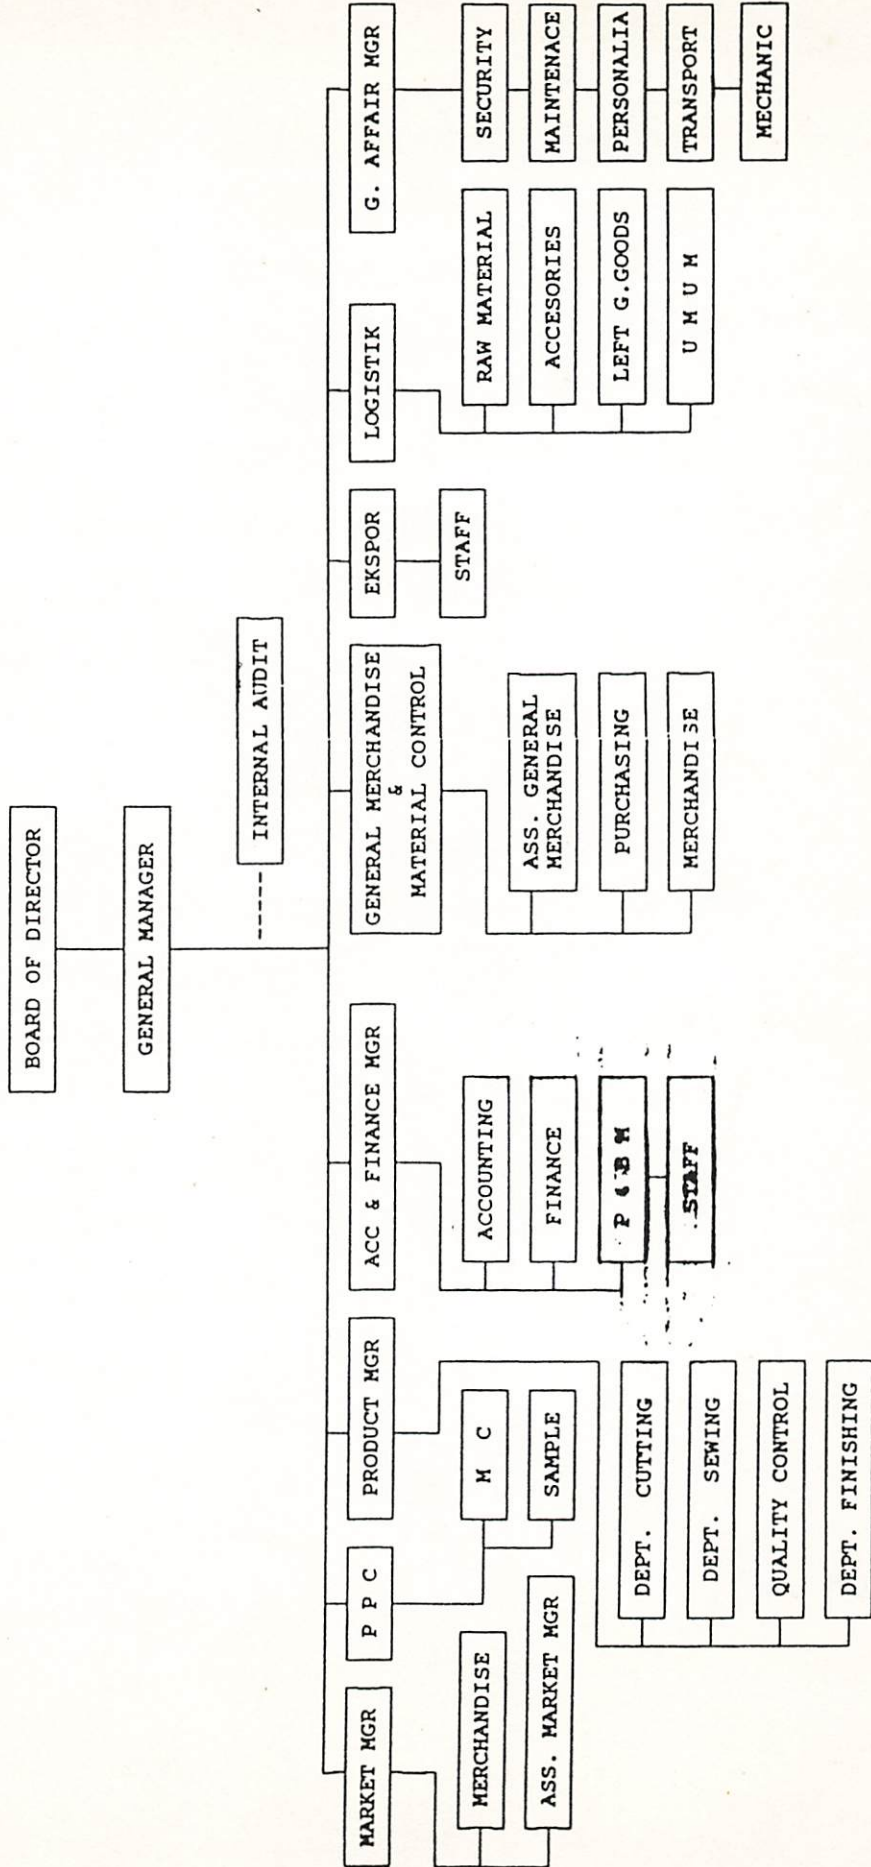 BOARD OF DIRECTOR
GENERAL MANAGER
INTERNAL AUDIT
MARKET MGR
P P C
PRODUCT MGR
ACC & FINANCE MGR
GENERAL MERCHANDISE
&
MATERIAL CONTROL
EKSPOR
LOGISTIK
G. AFFAIR MGR
MERCHANDISE
ASS. MARKET MGR
M C
SAMPLE
DEPT. CUTTING
DEPT. SEWING
QUALITY CONTROL
DEPT. FINISHING
ACCOUNTING
FINANCE
STAFF
ASS. GENERAL
MERCHANDISE
PURCHASING
MERCHANDISE
STAFF
RAW MATERIAL
ACCESORIES
LEFT G.GOODS
U M U M
SECURITY
MAINTENACE
PERSONALIA
TRANSPORT
MECHANIC